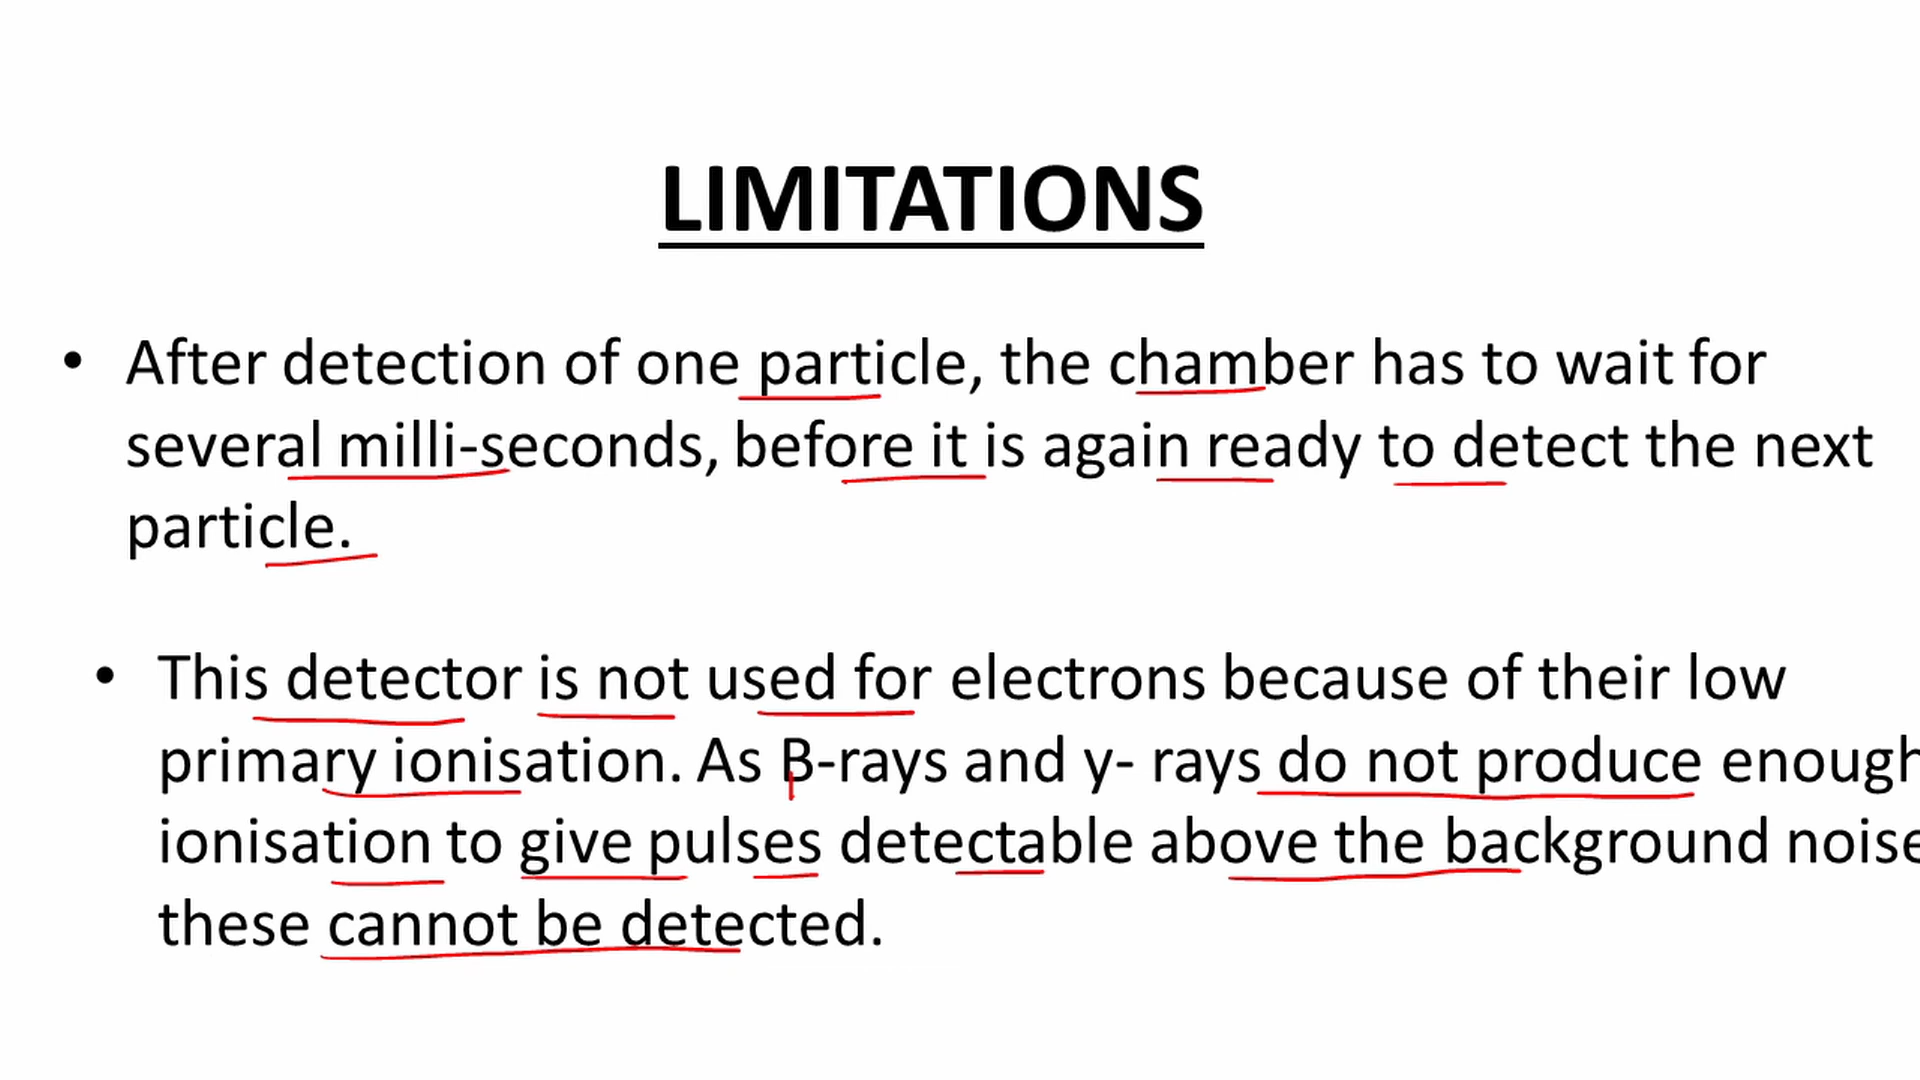 LIMITATIONS
• After detection of one particle, the chamber has to wait for
several milli-seconds, before it is again ready to detect the next
particle.
• This detector is not used for electrons because of their low
primary ionisation. As B-rays and y- rays do not produce enough
ionisation to give pulses detectable above the background noise
these cannot be detected.